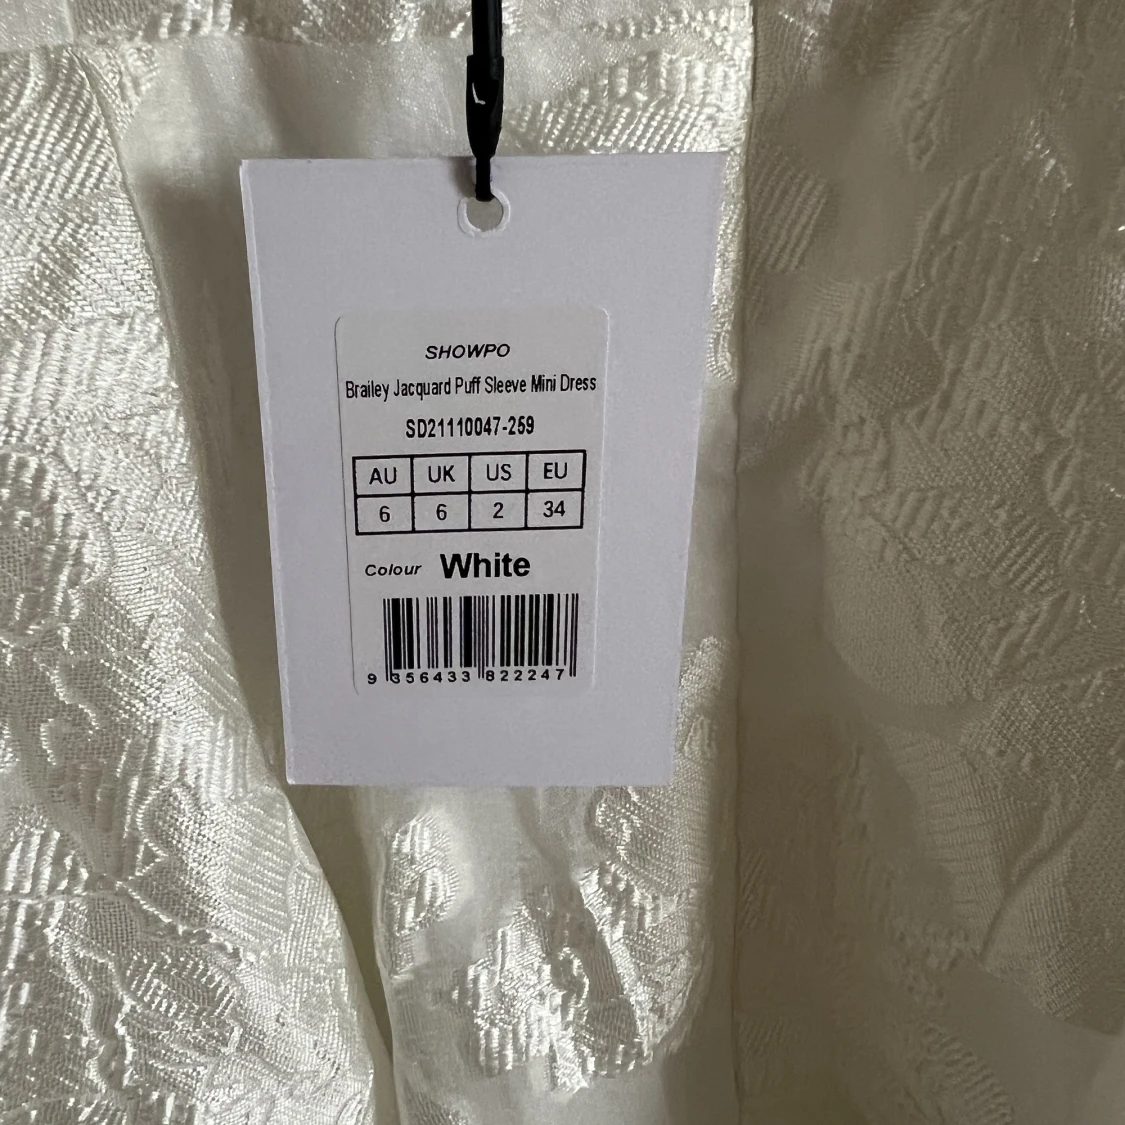 SHOWPO
Brailey Jacquard Puff Sleeve Mini Dress
SD21110047-259
AU UK US EU
6 6 2 34
Colour White
9 356433 822247